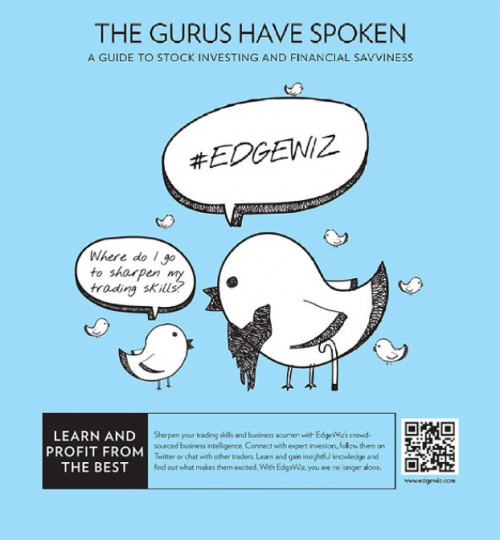 THE GURUS HAVE SPOKEN
A GUIDE TO STOCK INVESTING AND FINANCIAL SAVVINESS
#EDGEWIZ
Where do I go
to sharpen my
trading skills?
LEARN AND
PROFIT FROM
THE BEST
Sharpen your trading skills and business acumen with EdgeWiz's crowd-
sourced business intelligence. Connect with expert investors, follow them on
Twitter or chat with other traders. Learn and gain insightful knowledge and
find out what makes them excited. With EdgeWiz, you are no longer alone.
www.edgewiz.com